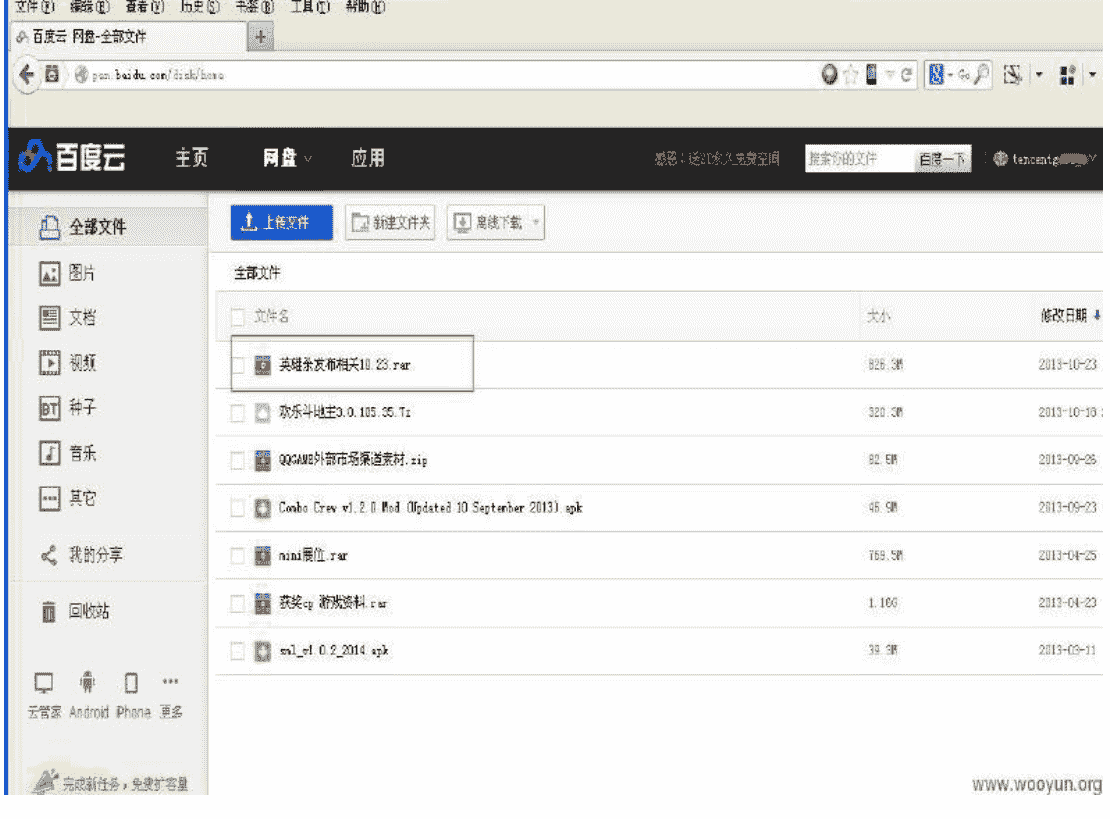 文件(F) 编辑(E) 查看(V) 历史(S) 书签(B) 工具(T) 帮助(H)
百度云 网盘-全部文件
pan.baidu.com/disk/home
Go
百度云 主页 网盘 应用
搜索你的文件 百度一下 tencentg
全部文件
图片
文档
视频
BT 种子
音乐
其它
我的分享
回收站
云管家 Android iPhone 更多
完成新任务，免费扩容量
上传文件 新建文件夹 离线下载
全部文件
文件名 大小 修改日期
英雄杀发布相关10.23.rar 826.3M 2013-10-23
欢乐斗地主3.0.105.35.7z 320.3M 2013-10-16
QQGAME外部市场渠道素材.zip 82.5M 2013-09-26
Combo Crew v1.2.0 Mod (Updated 10 September 2013).apk 46.9M 2013-09-23
mini展位.rar 769.5M 2013-04-25
获奖cp 游戏资料.rar 1.16G 2013-04-23
2013-03-11
www.wooyun.org